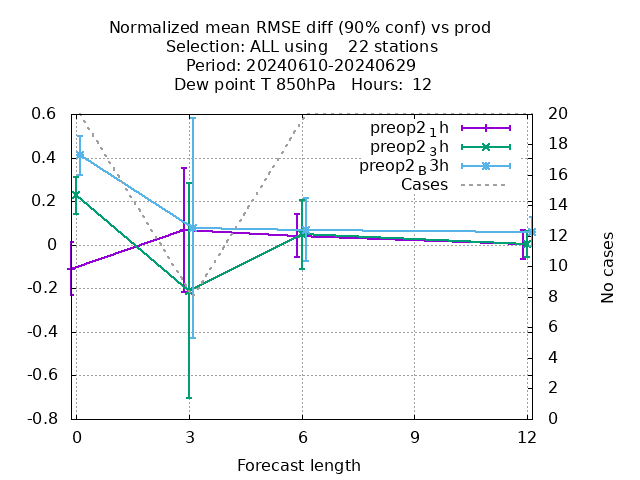 Normalized mean RMSE diff (90% conf) vs prod
Selection: ALL using    22 stations
Period: 20240610-20240629
Dew point T 850hPa   Hours:  12
preop2 1h
preop2 3h
preop2 B3h
Cases
0.6
0.4
0.2
0
-0.2
-0.4
-0.6
-0.8
20
18
16
14
12
10
8
6
4
2
0
No cases
0
3
6
9
12
Forecast length